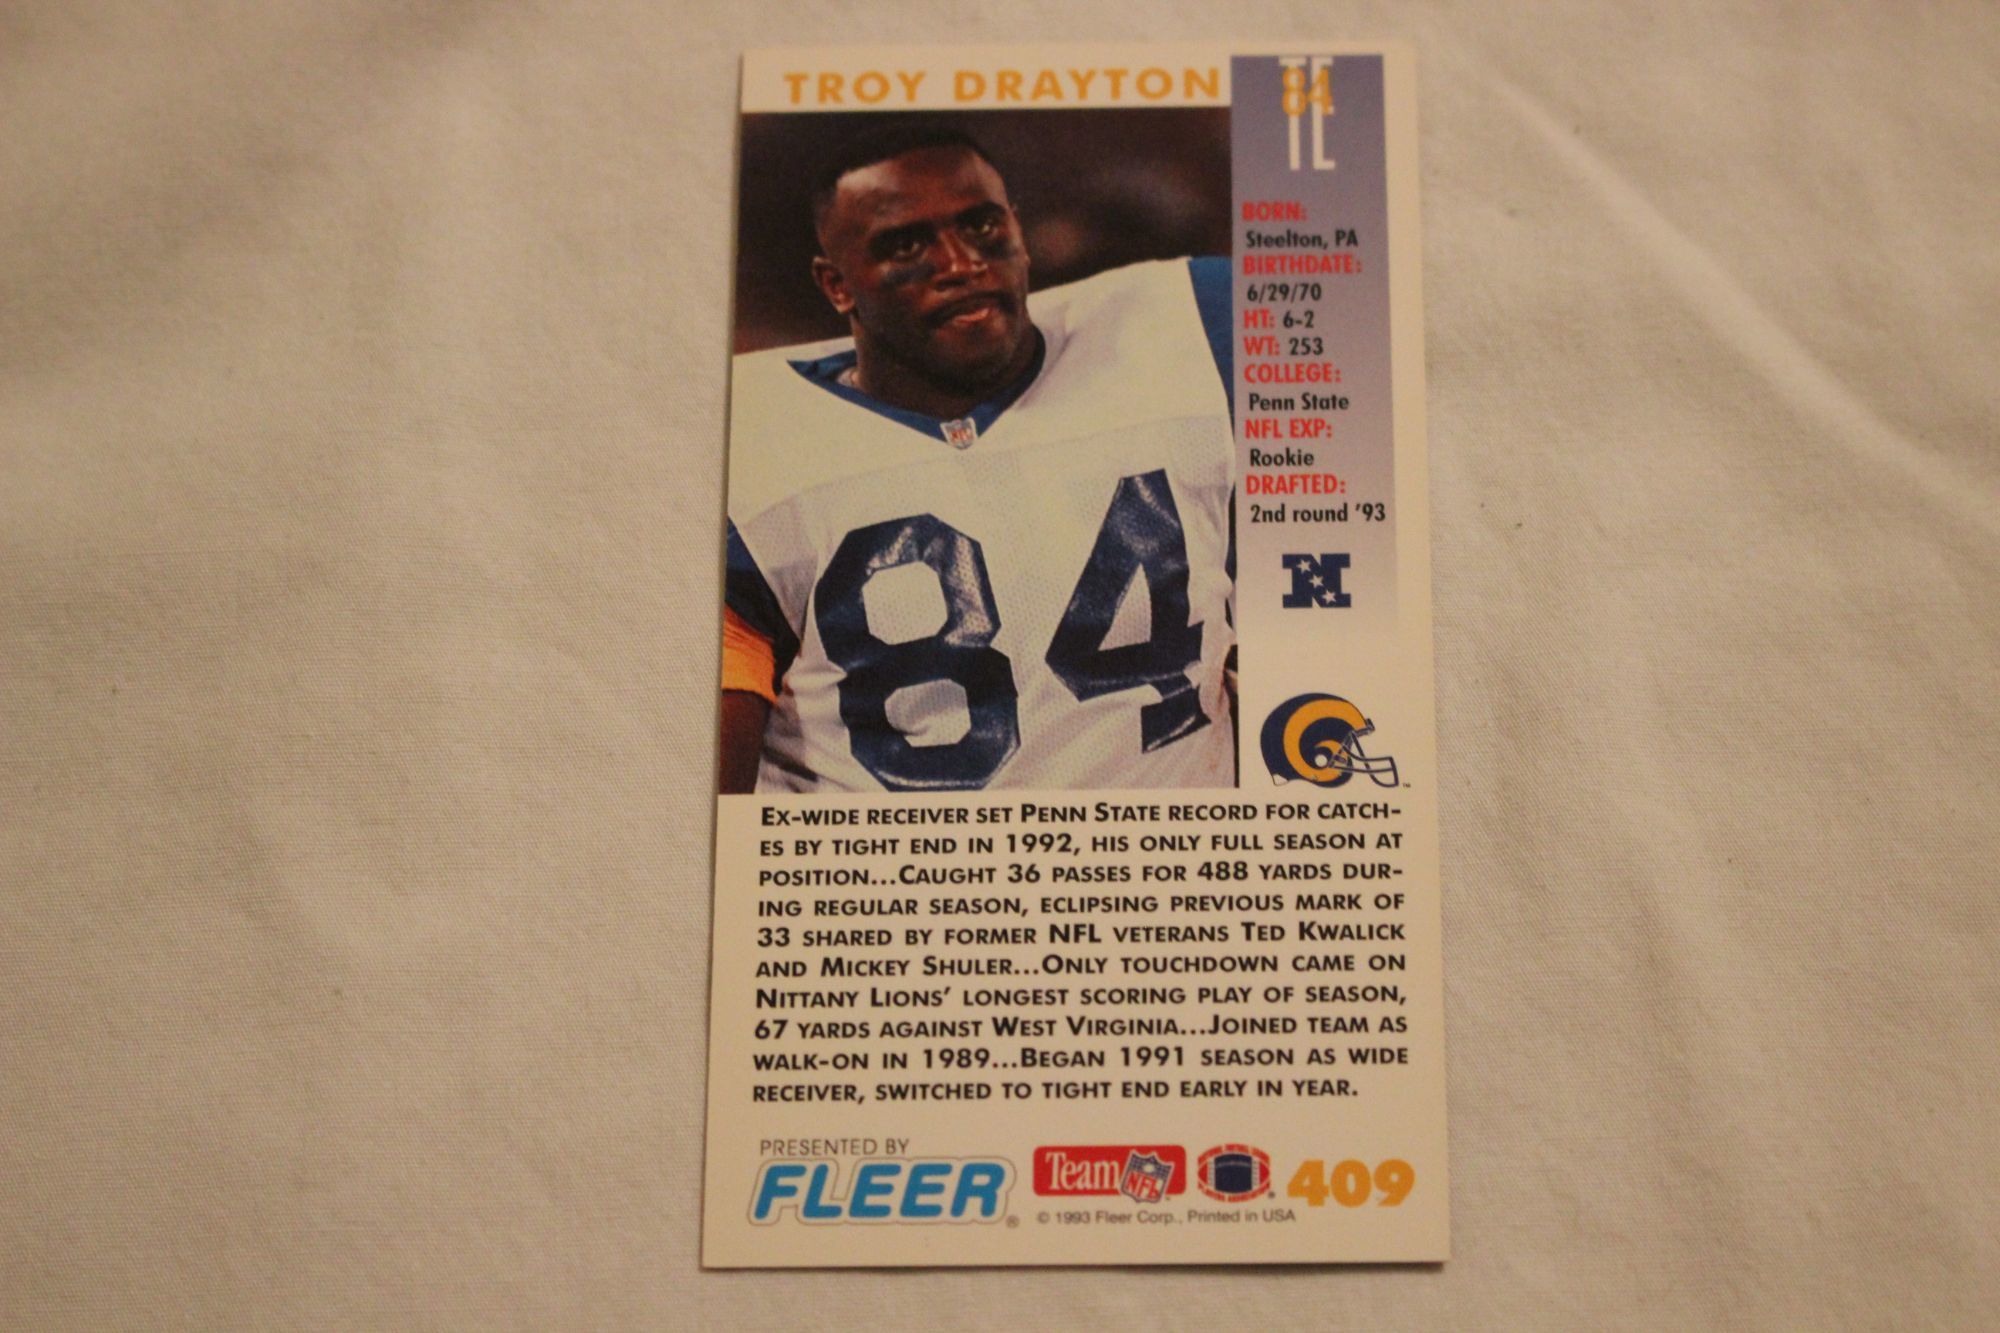 TROY DRAYTON
TE
84
BORN:
Steelton, PA
BIRTHDATE:
6/29/70
HT: 6-2
WT: 253
COLLEGE:
Penn State
NFL EXP:
Rookie
DRAFTED:
2nd round '93
N
NFL
84
EX-WIDE RECEIVER SET PENN STATE RECORD FOR CATCH-
ES BY TIGHT END IN 1992, HIS ONLY FULL SEASON AT
POSITION...CAUGHT 36 PASSES FOR 488 YARDS DUR-
ING REGULAR SEASON, ECLIPSING PREVIOUS MARK OF
33 SHARED BY FORMER NFL VETERANS TED KWALICK
AND MICKEY SHULER...ONLY TOUCHDOWN CAME ON
NITTANY LIONS' LONGEST SCORING PLAY OF SEASON,
67 YARDS AGAINST WEST VIRGINIA...JOINED TEAM AS
WALK-ON IN 1989...BEGAN 1991 SEASON AS WIDE
RECEIVER, SWITCHED TO TIGHT END EARLY IN YEAR.
PRESENTED BY
FLEER®
Team NFL
409
© 1993 Fleer Corp., Printed in USA